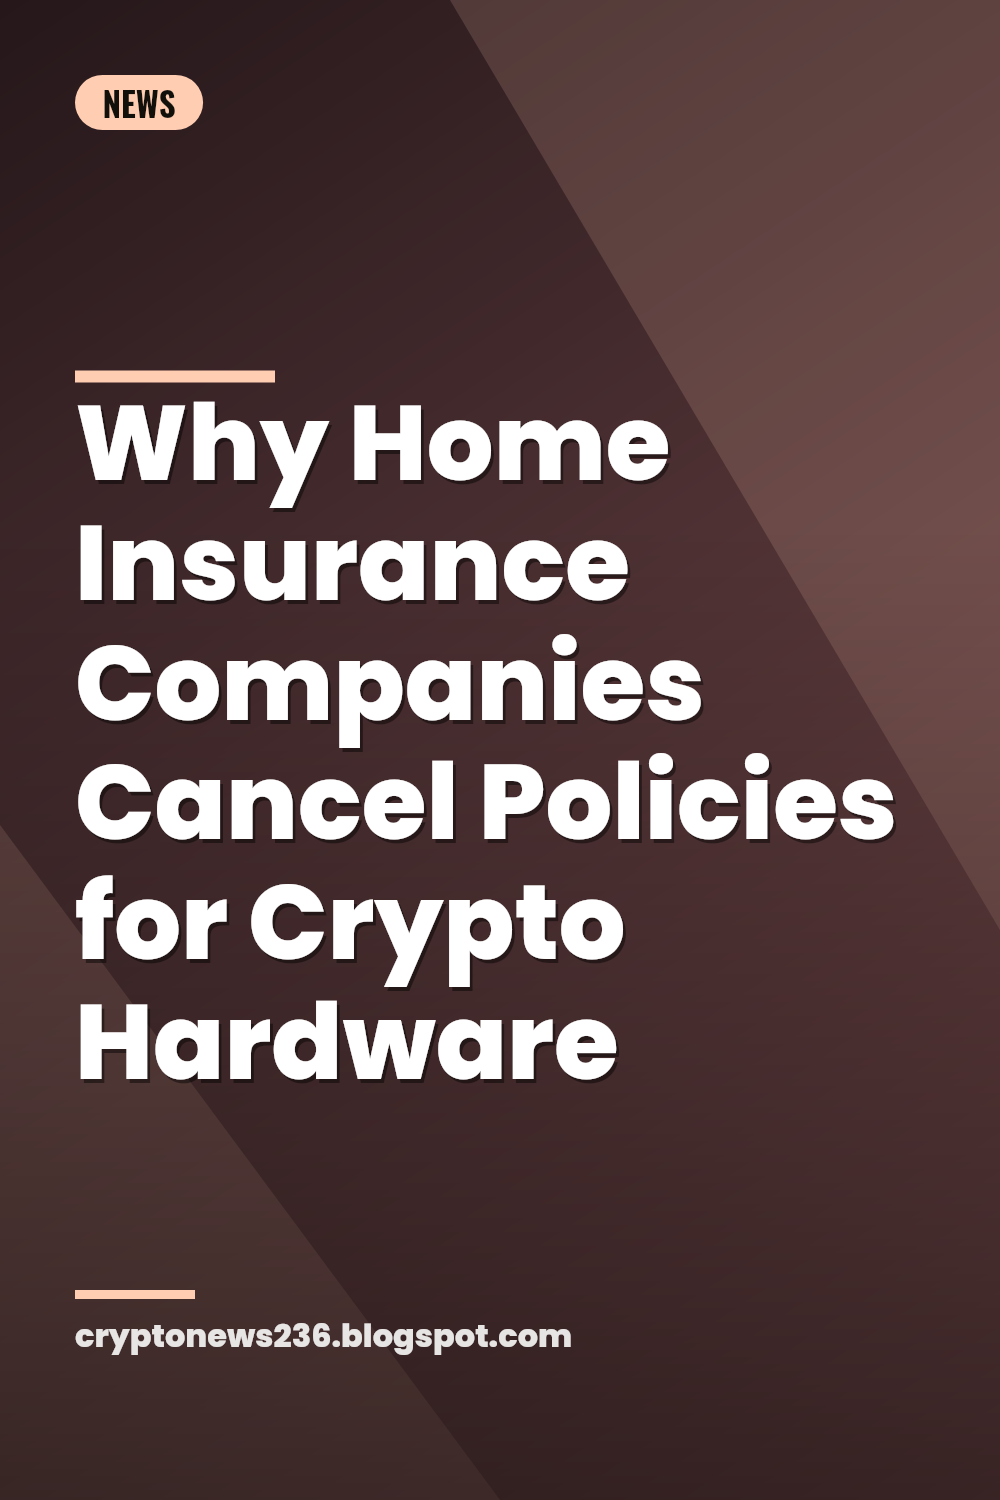 NEWS
Why Home
Insurance
Companies
Cancel Policies
for Crypto
Hardware
cryptonews236.blogspot.com